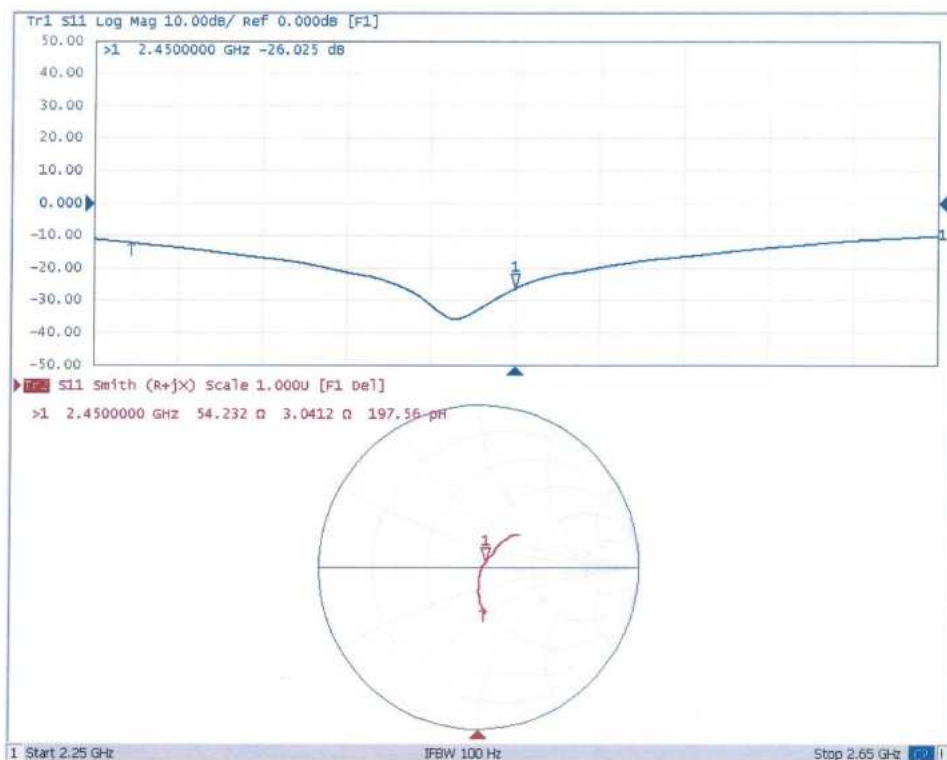 Tr1 S11 Log Mag 10.00dB/ Ref 0.000dB [F1]
50.00
>1 2.4500000 GHz -26.025 dB
40.00
30.00
20.00
10.00
0.000
-10.00
1
-20.00
1
-30.00
-40.00
-50.00
Tr2 S11 Smith (R+jX) Scale 1.000U [F1 Del]
>1 2.4500000 GHz 54.232 Ω 3.0412 Ω 197.56 pH
1
1 Start 2.25 GHz IFBW 100 Hz Stop 2.65 GHz C2